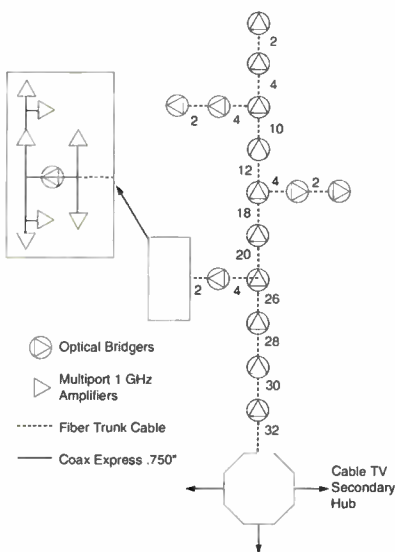 2
4
2 4
10
12
4 2
18
20
2 4
26
28
30
32
Optical Bridgers
Multiport 1 GHz
Amplifiers
Fiber Trunk Cable
Coax Express .750"
Cable TV
Secondary
Hub